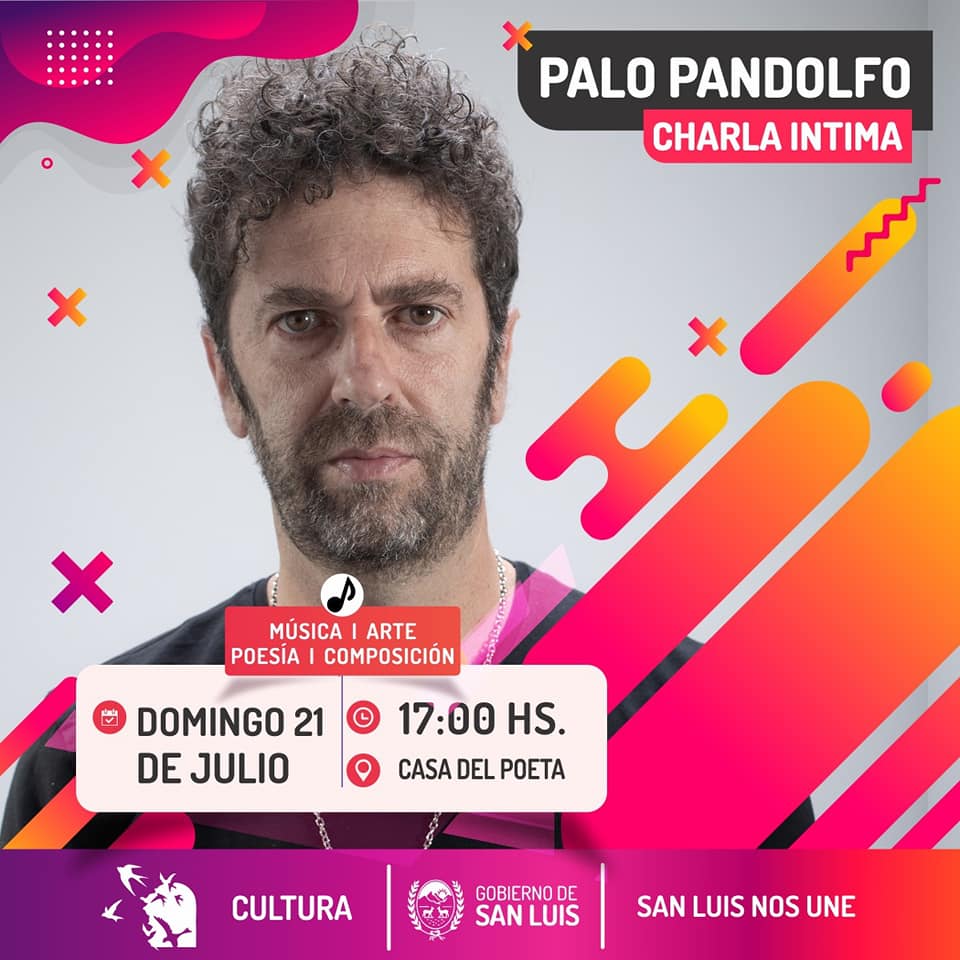 PALO PANDOLFO
CHARLA INTIMA
MÚSICA | ARTE
POESÍA | COMPOSICIÓN
DOMINGO 21
DE JULIO
17:00 HS.
CASA DEL POETA
CULTURA
GOBIERNO DE
SAN LUIS
SAN LUIS NOS UNE